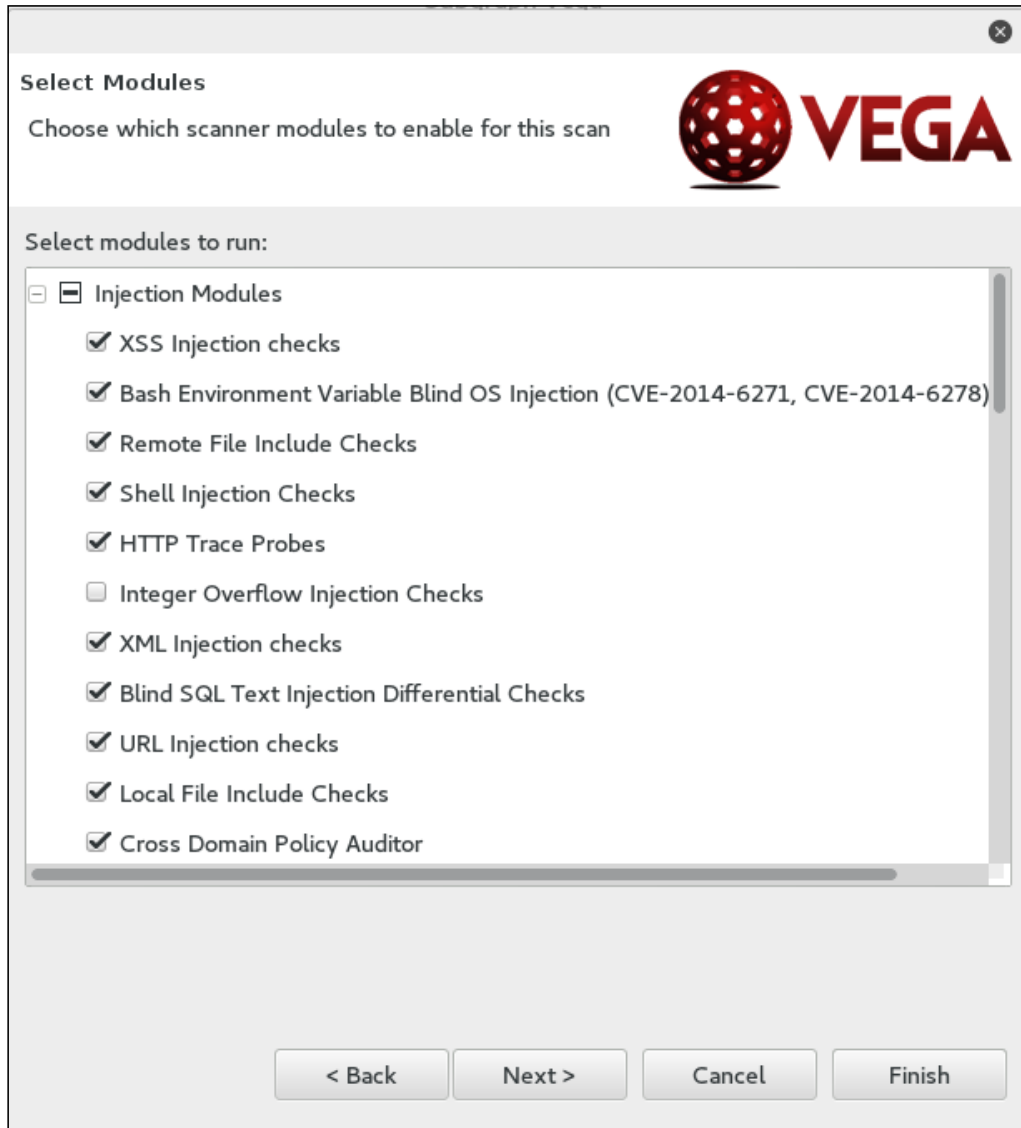 Select Modules
Choose which scanner modules to enable for this scan
VEGA
Select modules to run:
Injection Modules
XSS Injection checks
Bash Environment Variable Blind OS Injection (CVE-2014-6271, CVE-2014-6278)
Remote File Include Checks
Shell Injection Checks
HTTP Trace Probes
Integer Overflow Injection Checks
XML Injection checks
Blind SQL Text Injection Differential Checks
URL Injection checks
Local File Include Checks
Cross Domain Policy Auditor
< Back Next > Cancel Finish